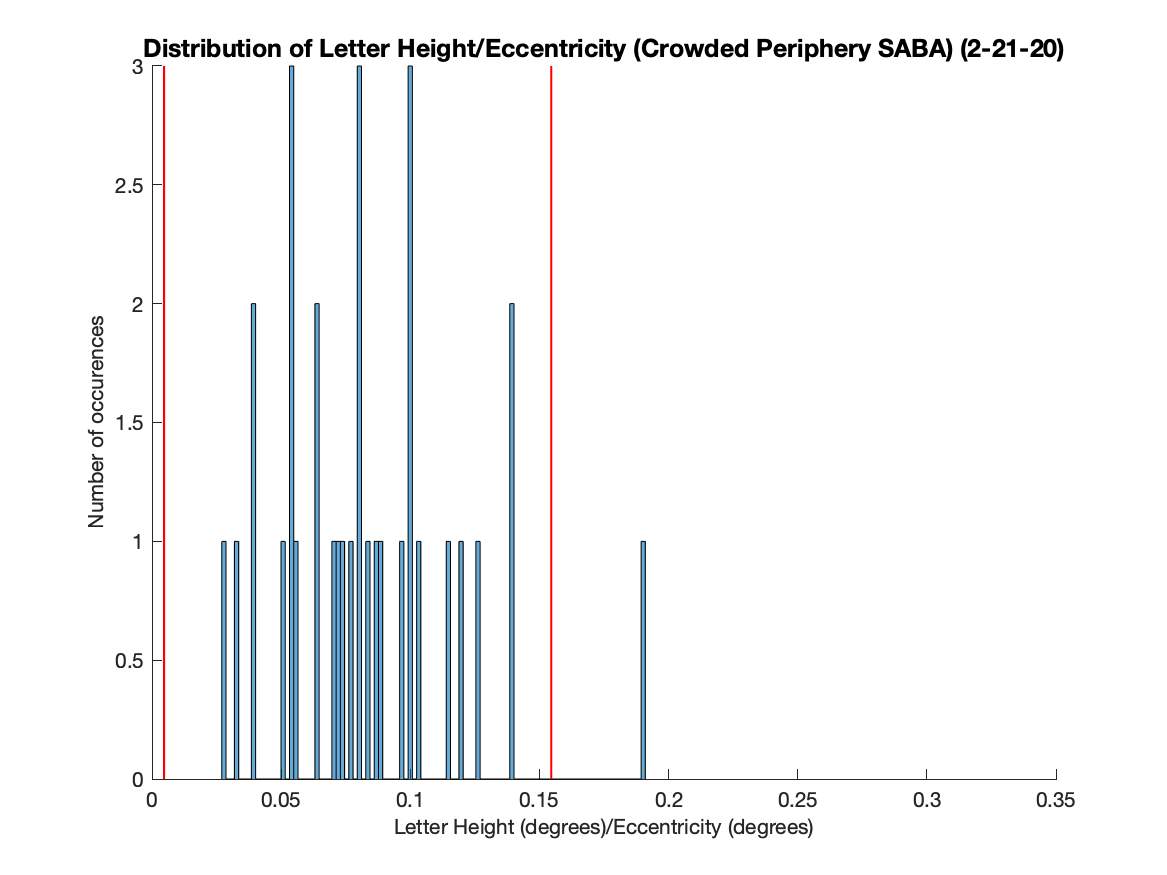 Distribution of Letter Height/Eccentricity (Crowded Periphery SABA) (2-21-20)
3
2.5
2
1.5
1
0.5
0
Number of occurences
0 0.05 0.1 0.15 0.2 0.25 0.3 0.35
Letter Height (degrees)/Eccentricity (degrees)